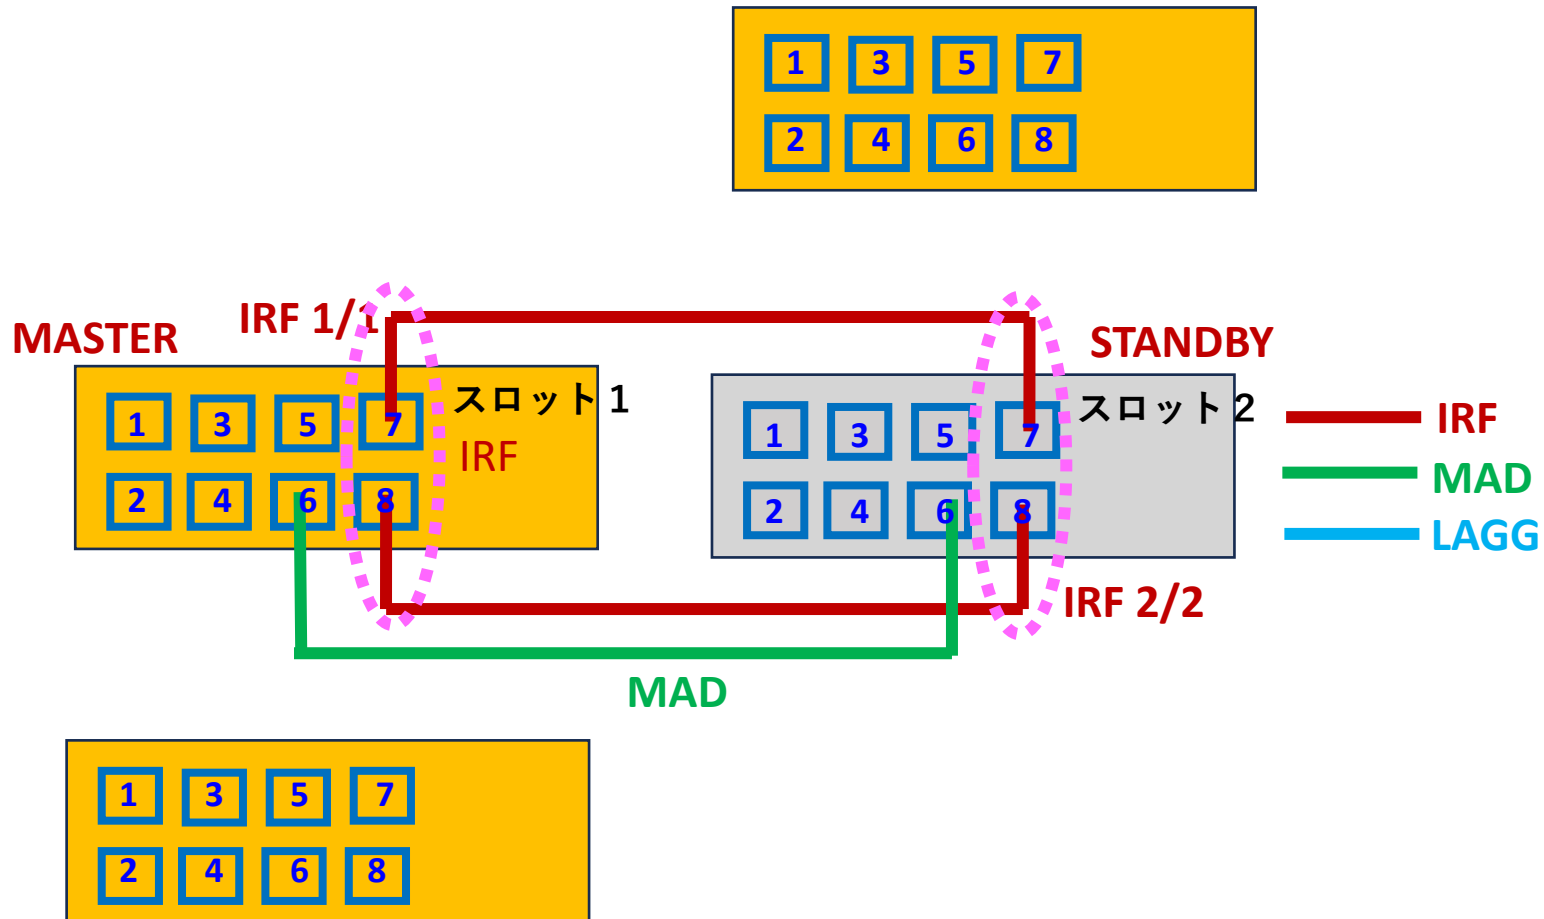 1 3 5 7
2 4 6 8
IRF 1/1
MASTER
STANDBY
スロット1
1 3 5 7
IRF
2 4 6 8
スロット2
1 3 5 7
2 4 6 8
IRF
MAD
LAGG
IRF 2/2
MAD
1 3 5 7
2 4 6 8